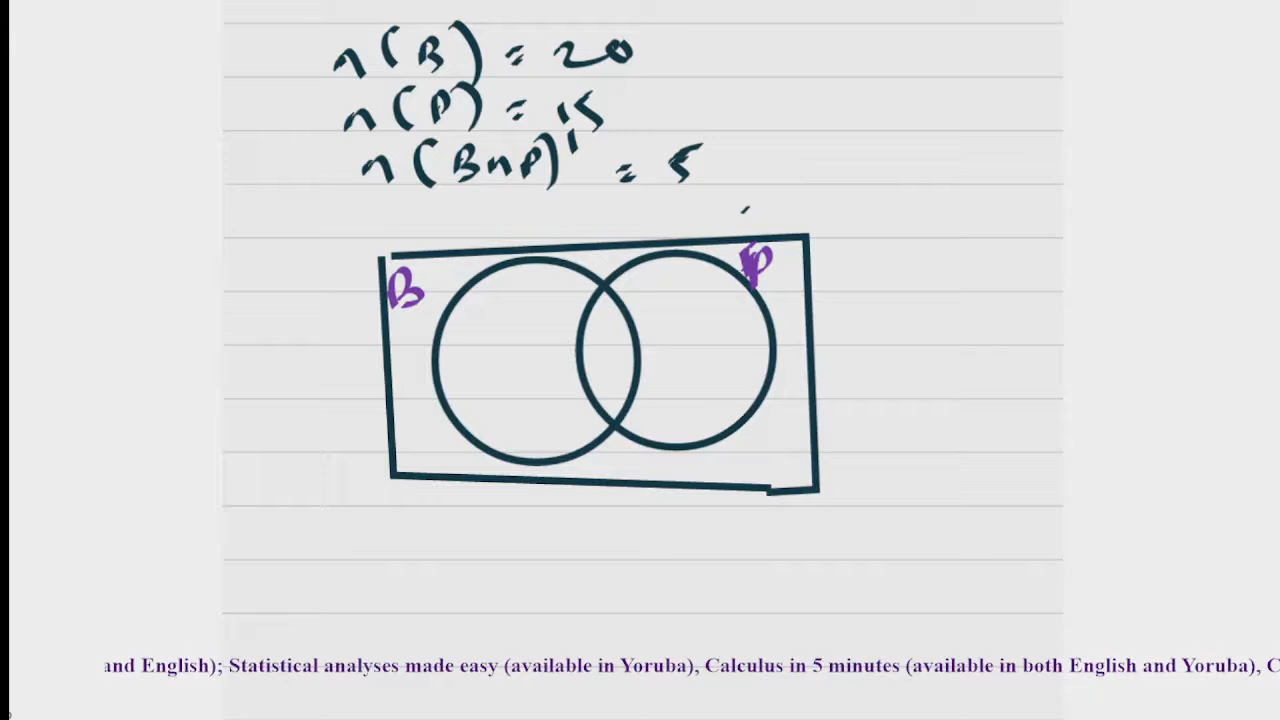 n(B) = 20
n(P) = 15
n(B∩P)' = 5
B
P
and English); Statistical analyses made easy (available in Yoruba), Calculus in 5 minutes (available in both English and Yoruba), C